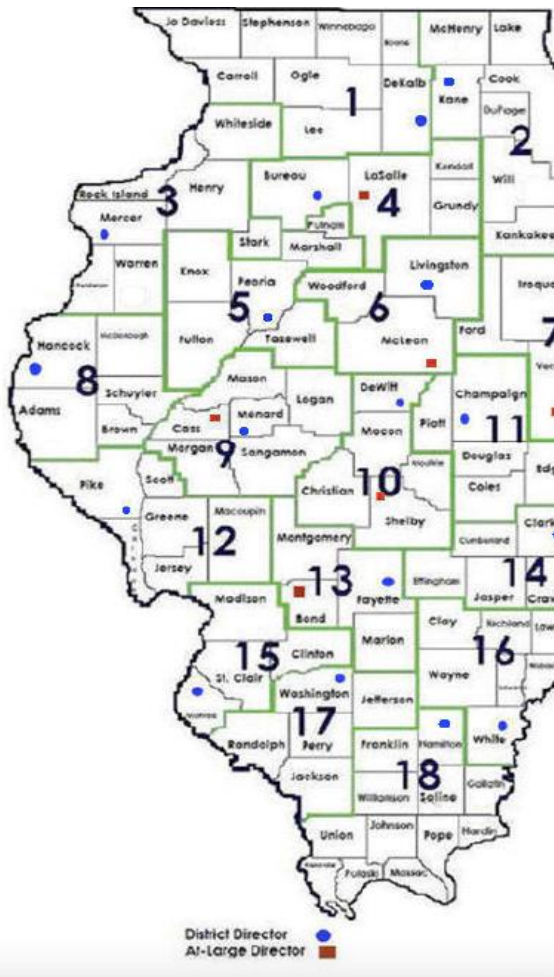 Jo Daviess Stephenson Winnebago McHenry Lake
Boone
Carroll Ogle DeKalb Kane Cook
1
DuPage
Whiteside Lee 2
Bureau LaSalle Kendall Will
Rock Island 3 Henry 4 Grundy
Mercer Putnam
Stark Marshall Kankakee
Warren Knox Peoria Woodford Livingston Iroquo
5 6
Fulton Tazewell McLean Ford 7
Hancock McDonough Ver
8 Mason
Schuyler Logan DeWitt Champaign
Adams Cass Menard Piatt 11
Brown Macon
Morgan 9 Sangamon Douglas
Pike Scott 10 Moultrie Edg
Christian Coles
Greene Macoupin Shelby
12 Montgomery Cumberland Clark
Jersey 13 Effingham 14
Madison Fayette Jasper Craw
Bond
15 Clinton Marion Clay Richland Law
St. Clair 16
Washington Wayne
Monroe 17 Jefferson
Randolph Perry Franklin Hamilton White
18
Jackson Williamson Saline Gallatin
Union Johnson Pope Hardin
Pulaski Massac
District Director
At-Large Director